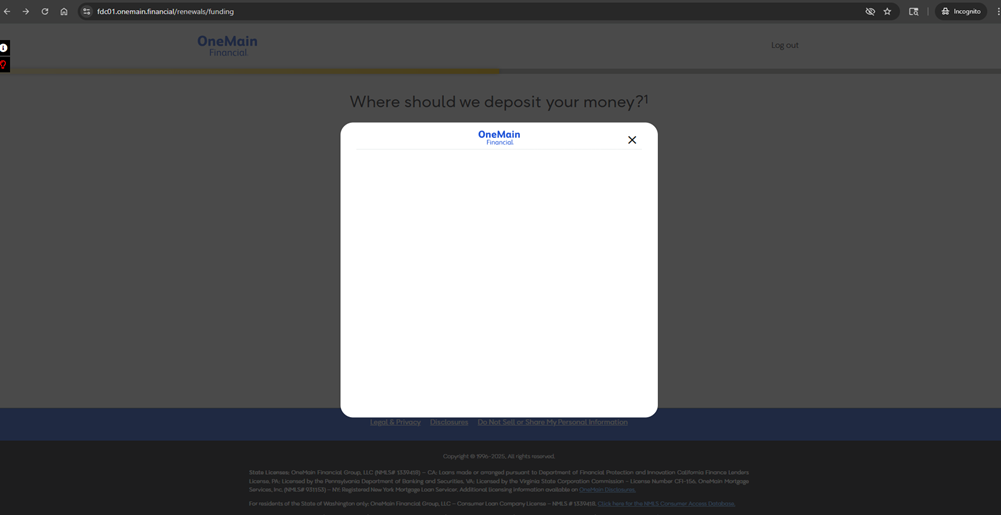 fdc01.onemain.financial/renewals/funding
Incognito
OneMain
Financial
Log out
Where should we deposit your money?¹
OneMain
Financial
Legal & Privacy Disclosures Do Not Sell or Share My Personal Information
Copyright © 1996-2025. All rights reserved.
State Licenses: OneMain Financial Group, LLC (NMLS# 1339418) – CA: Loans made or arranged pursuant to Department of Financial Protection and Innovation California Finance Lenders
License. PA: Licensed by the Pennsylvania Department of Banking and Securities. VA: Licensed by the Virginia State Corporation Commission – License Number CFI-156. OneMain Mortgage
Services, Inc. (NMLS# 931153) – NY: Registered New York Mortgage Loan Servicer. Additional licensing information available on OneMain Disclosures.
For residents of the State of Washington only: OneMain Financial Group, LLC. – Consumer Loan Company License – NMLS # 1339418. Click here for the NMLS Consumer Access Database.